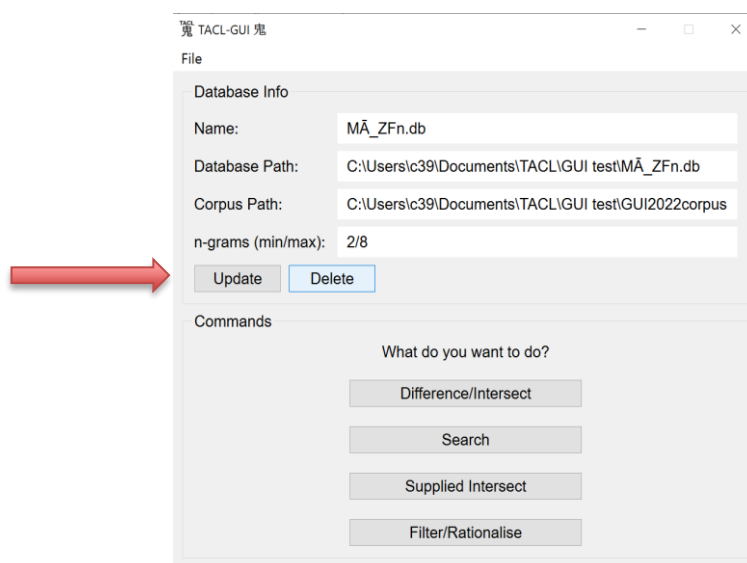 TACL 鬼 TACL-GUI 鬼
File
Database Info
Name: MĀ_ZFn.db
Database Path: C:\Users\c39\Documents\TACL\GUI test\MĀ_ZFn.db
Corpus Path: C:\Users\c39\Documents\TACL\GUI test\GUI2022corpus
n-grams (min/max): 2/8
Update Delete
Commands
What do you want to do?
Difference/Intersect
Search
Supplied Intersect
Filter/Rationalise